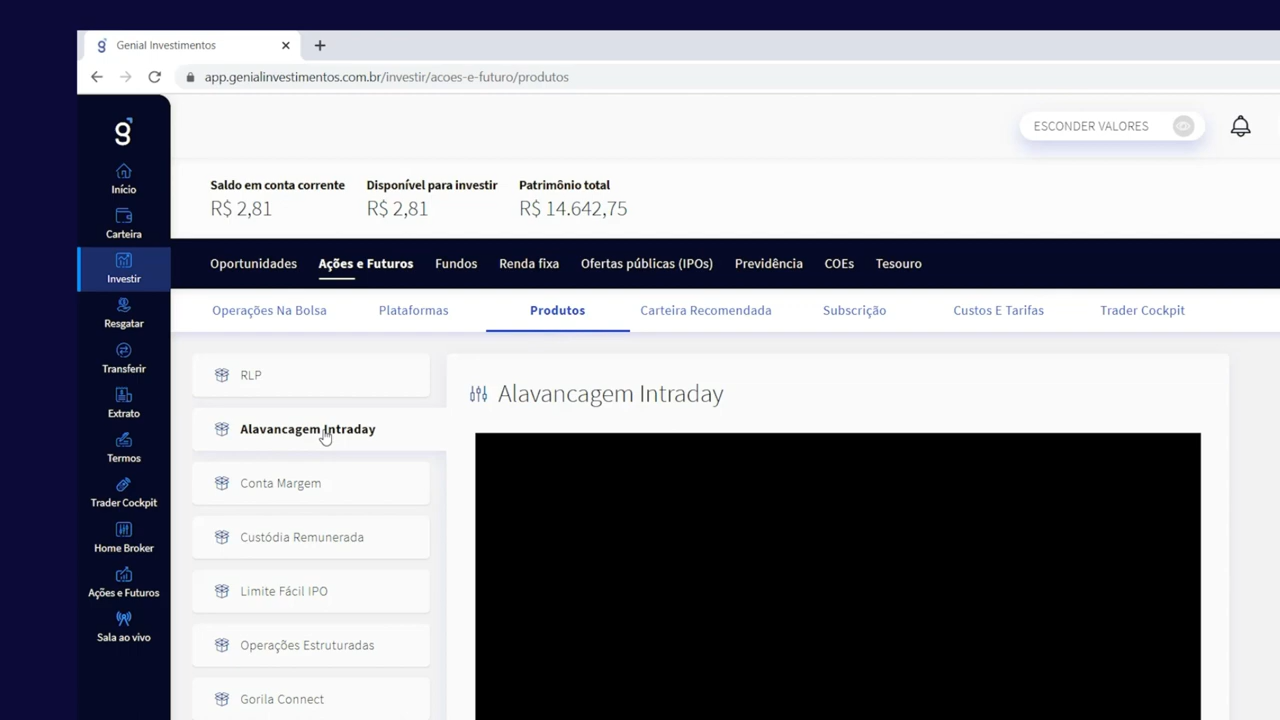 Genial Investimentos
app.genialinvestimentos.com.br/investir/acoes-e-futuro/produtos
ESCONDER VALORES
Início
Carteira
Investir
Resgatar
Transferir
Extrato
Termos
Trader Cockpit
Home Broker
Ações e Futuros
Sala ao vivo
Saldo em conta corrente Disponível para investir Patrimônio total
R$ 2,81 R$ 2,81 R$ 14.642,75
Oportunidades Ações e Futuros Fundos Renda fixa Ofertas públicas (IPOs) Previdência COEs Tesouro
Operações Na Bolsa Plataformas Produtos Carteira Recomendada Subscrição Custos E Tarifas Trader Cockpit
RLP
Alavancagem Intraday
Conta Margem
Custódia Remunerada
Limite Fácil IPO
Operações Estruturadas
Gorila Connect
Alavancagem Intraday